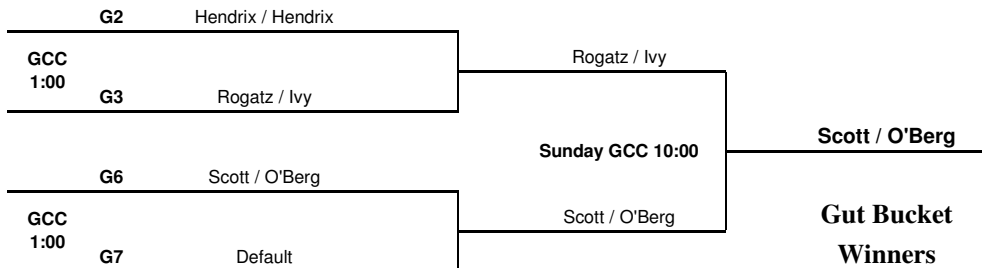 G2 Hendrix / Hendrix
GCC
1:00
Rogatz / Ivy
G3 Rogatz / Ivy
Sunday GCC 10:00
Scott / O'Berg
G6 Scott / O'Berg
GCC
1:00
Scott / O'Berg
Gut Bucket
Winners
G7 Default